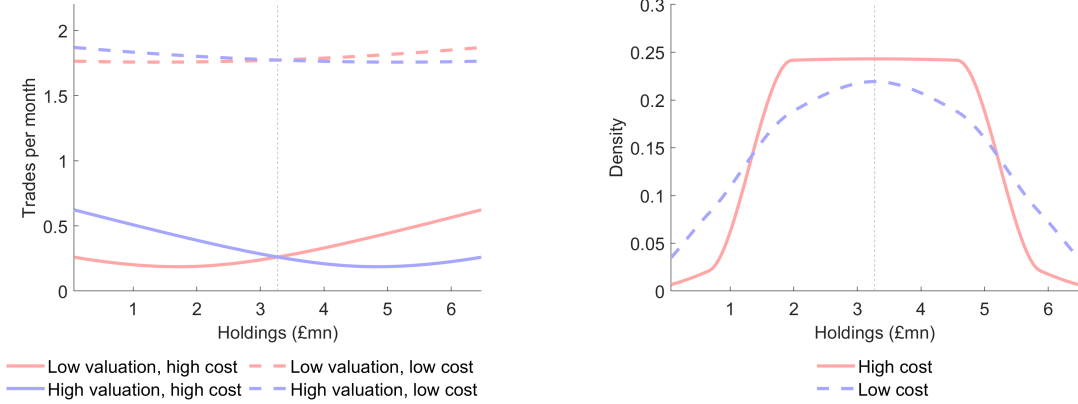 2
1.5
1
0.5
0
Trades per month
1 2 3 4 5 6
Holdings (£mn)
Low valuation, high cost Low valuation, low cost
High valuation, high cost High valuation, low cost
0.3
0.25
0.2
0.15
0.1
0.05
0
Density
1 2 3 4 5 6
Holdings (£mn)
High cost
Low cost